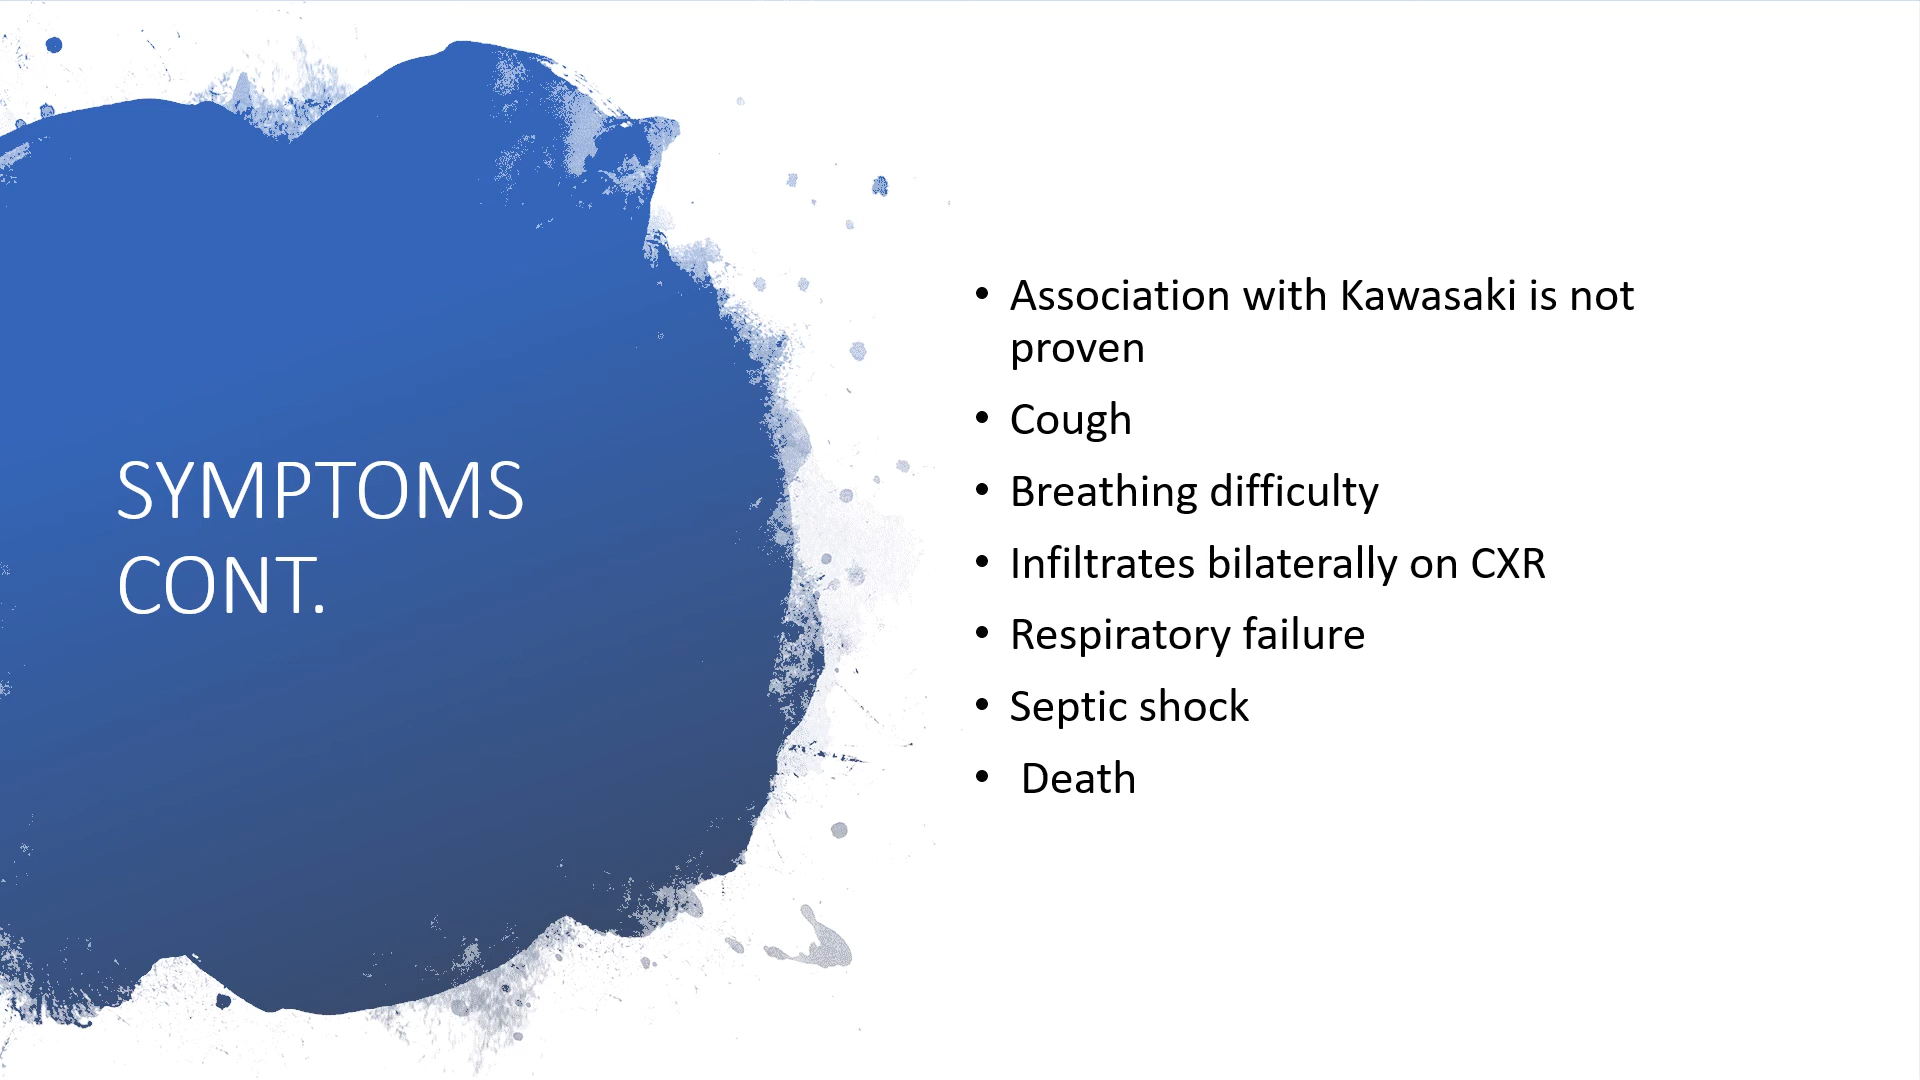 SYMPTOMS
CONT.
• Association with Kawasaki is not
proven
• Cough
• Breathing difficulty
• Infiltrates bilaterally on CXR
• Respiratory failure
• Septic shock
• Death